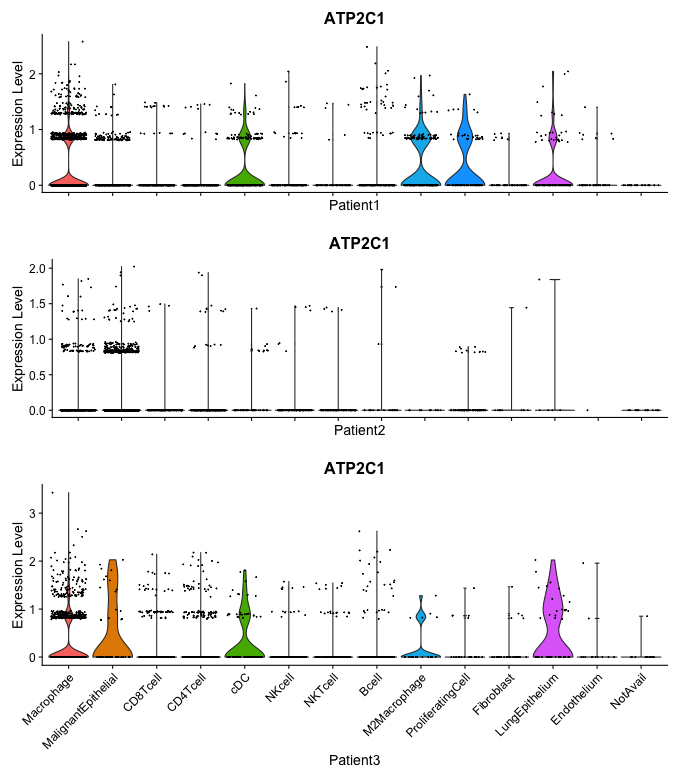 ATP2C1
Expression Level
2
1
0
Patient1
ATP2C1
Expression Level
2.0
1.5
1.0
0.5
0.0
Patient2
ATP2C1
Expression Level
3
2
1
0
Macrophage
MalignantEpithelial
CD8Tcell
CD4Tcell
cDC
NKcell
NKTcell
Bcell
M2Macrophage
ProliferatingCell
Fibroblast
LungEpithelium
Endothelium
NotAvail
Patient3